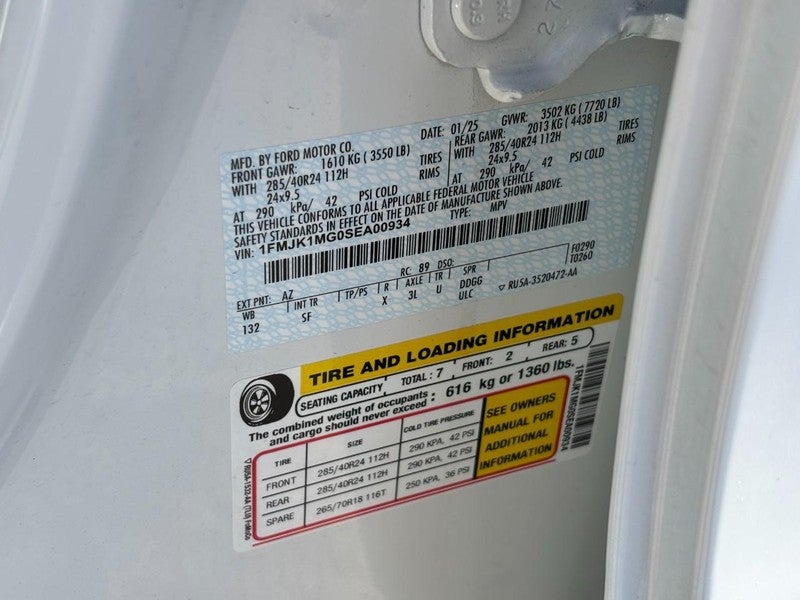 MFD. BY FORD MOTOR CO.
DATE: 01/25 GVWR: 3502 KG (7720 LB)
FRONT GAWR: 1610 KG (3550 LB) REAR GAWR: 2013 KG (4438 LB)
WITH 285/40R24 112H TIRES WITH 285/40R24 112H TIRES
24x9.5 RIMS 24x9.5 RIMS
AT 290 kPa/ 42 PSI COLD AT 290 kPa/ 42 PSI COLD
THIS VEHICLE CONFORMS TO ALL APPLICABLE FEDERAL MOTOR VEHICLE
SAFETY STANDARDS IN EFFECT ON THE DATE OF MANUFACTURE SHOWN ABOVE.
VIN: 1FMJK1MG0SEA00934 TYPE: MPV
F0290
T0260
EXT PNT: AZ RC: 89 DSO:
WB INT TR TP/PS R AXLE TR SPR
132 SF X 3L U DDGG
ULC
▽ RU5A-3520472-AA
TIRE AND LOADING INFORMATION
SEATING CAPACITY TOTAL: 7 FRONT: 2 REAR: 5
The combined weight of occupants and cargo should never exceed: 616 kg or 1360 lbs.
TIRE SIZE COLD TIRE PRESSURE
FRONT 285/40R24 112H 290 KPA, 42 PSI
REAR 285/40R24 112H 290 KPA, 42 PSI
SPARE 265/70R18 116T 250 KPA, 36 PSI
SEE OWNERS
MANUAL FOR
ADDITIONAL
INFORMATION
1FMJK1MG0SEA00934